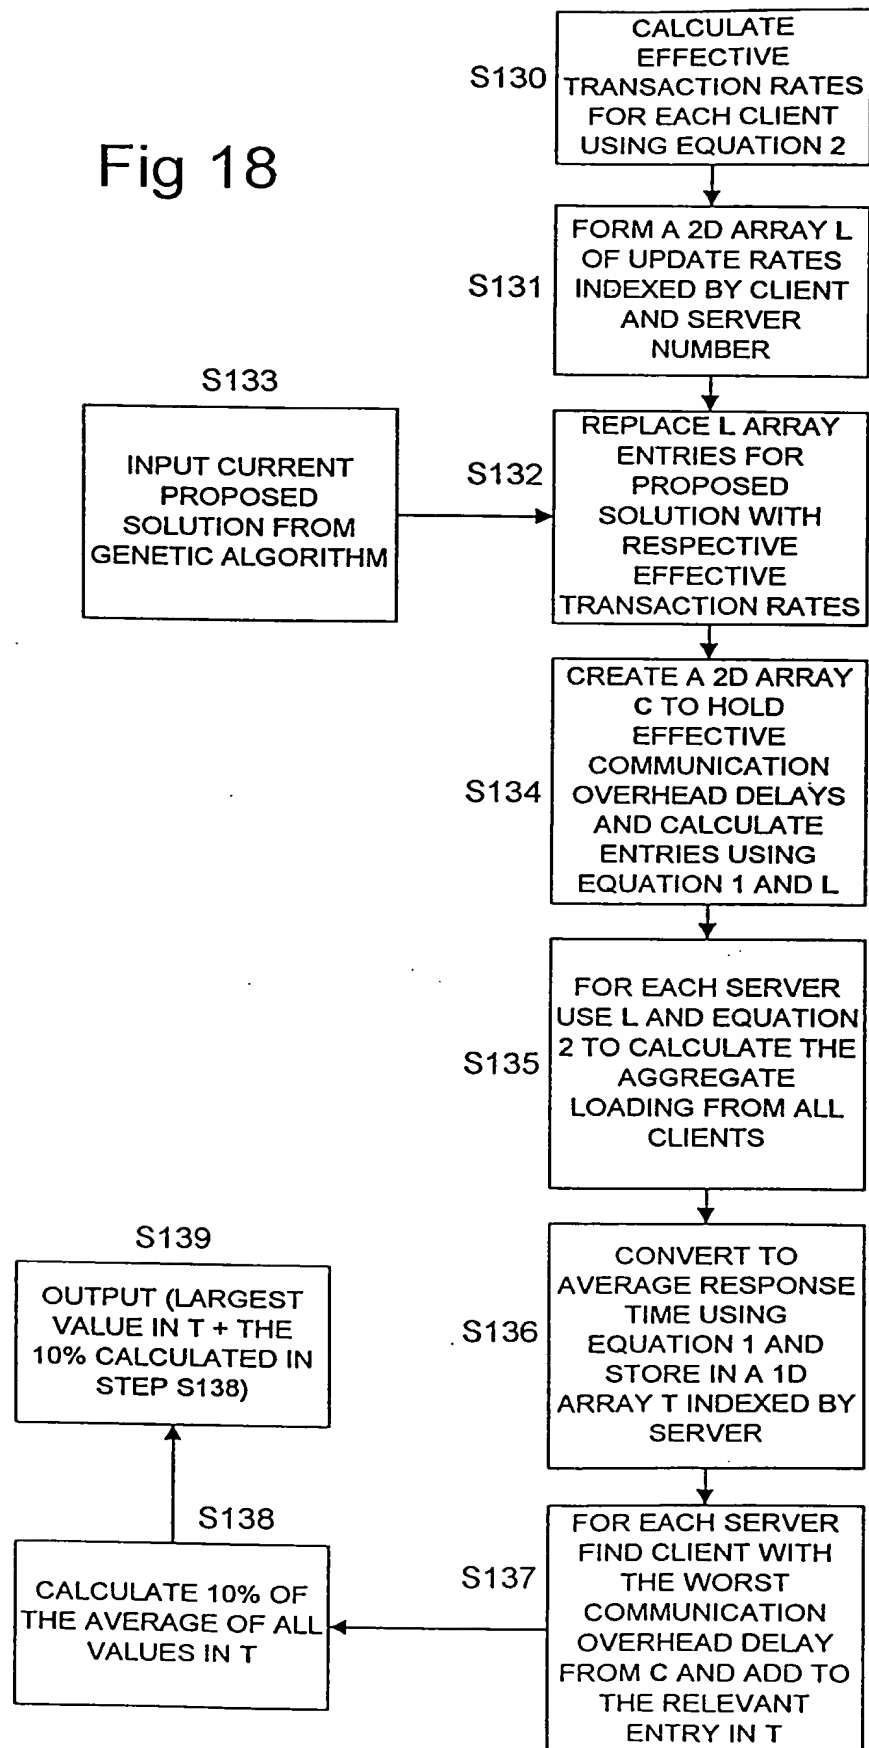 Fig 18
S130
CALCULATE
EFFECTIVE
TRANSACTION RATES
FOR EACH CLIENT
USING EQUATION 2
S131
FORM A 2D ARRAY L
OF UPDATE RATES
INDEXED BY CLIENT
AND SERVER
NUMBER
S133
INPUT CURRENT
PROPOSED
SOLUTION FROM
GENETIC ALGORITHM
S132
REPLACE L ARRAY
ENTRIES FOR
PROPOSED
SOLUTION WITH
RESPECTIVE
EFFECTIVE
TRANSACTION RATES
S134
CREATE A 2D ARRAY
C TO HOLD
EFFECTIVE
COMMUNICATION
OVERHEAD DELAYS
AND CALCULATE
ENTRIES USING
EQUATION 1 AND L
S135
FOR EACH SERVER
USE L AND EQUATION
2 TO CALCULATE THE
AGGREGATE
LOADING FROM ALL
CLIENTS
S136
CONVERT TO
AVERAGE RESPONSE
TIME USING
EQUATION 1 AND
STORE IN A 1D
ARRAY T INDEXED BY
SERVER
S137
FOR EACH SERVER
FIND CLIENT WITH
THE WORST
COMMUNICATION
OVERHEAD DELAY
FROM C AND ADD TO
THE RELEVANT
ENTRY IN T
S138
CALCULATE 10% OF
THE AVERAGE OF ALL
VALUES IN T
S139
OUTPUT (LARGEST
VALUE IN T + THE
10% CALCULATED IN
STEP S138)